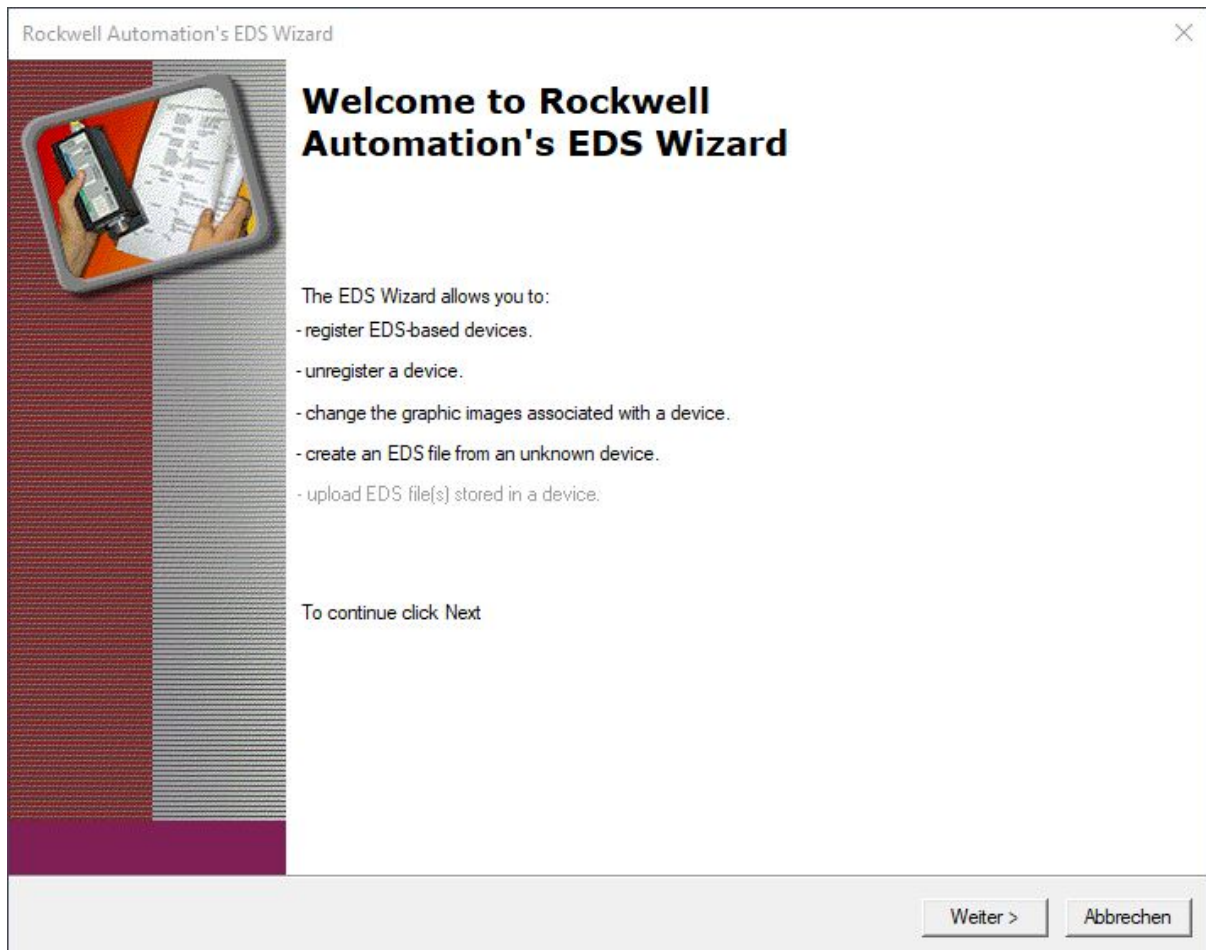 Rockwell Automation's EDS Wizard
Welcome to Rockwell
Automation's EDS Wizard
The EDS Wizard allows you to:
- register EDS-based devices.
- unregister a device.
- change the graphic images associated with a device.
- create an EDS file from an unknown device.
- upload EDS file(s) stored in a device.
To continue click Next
Weiter >
Abbrechen